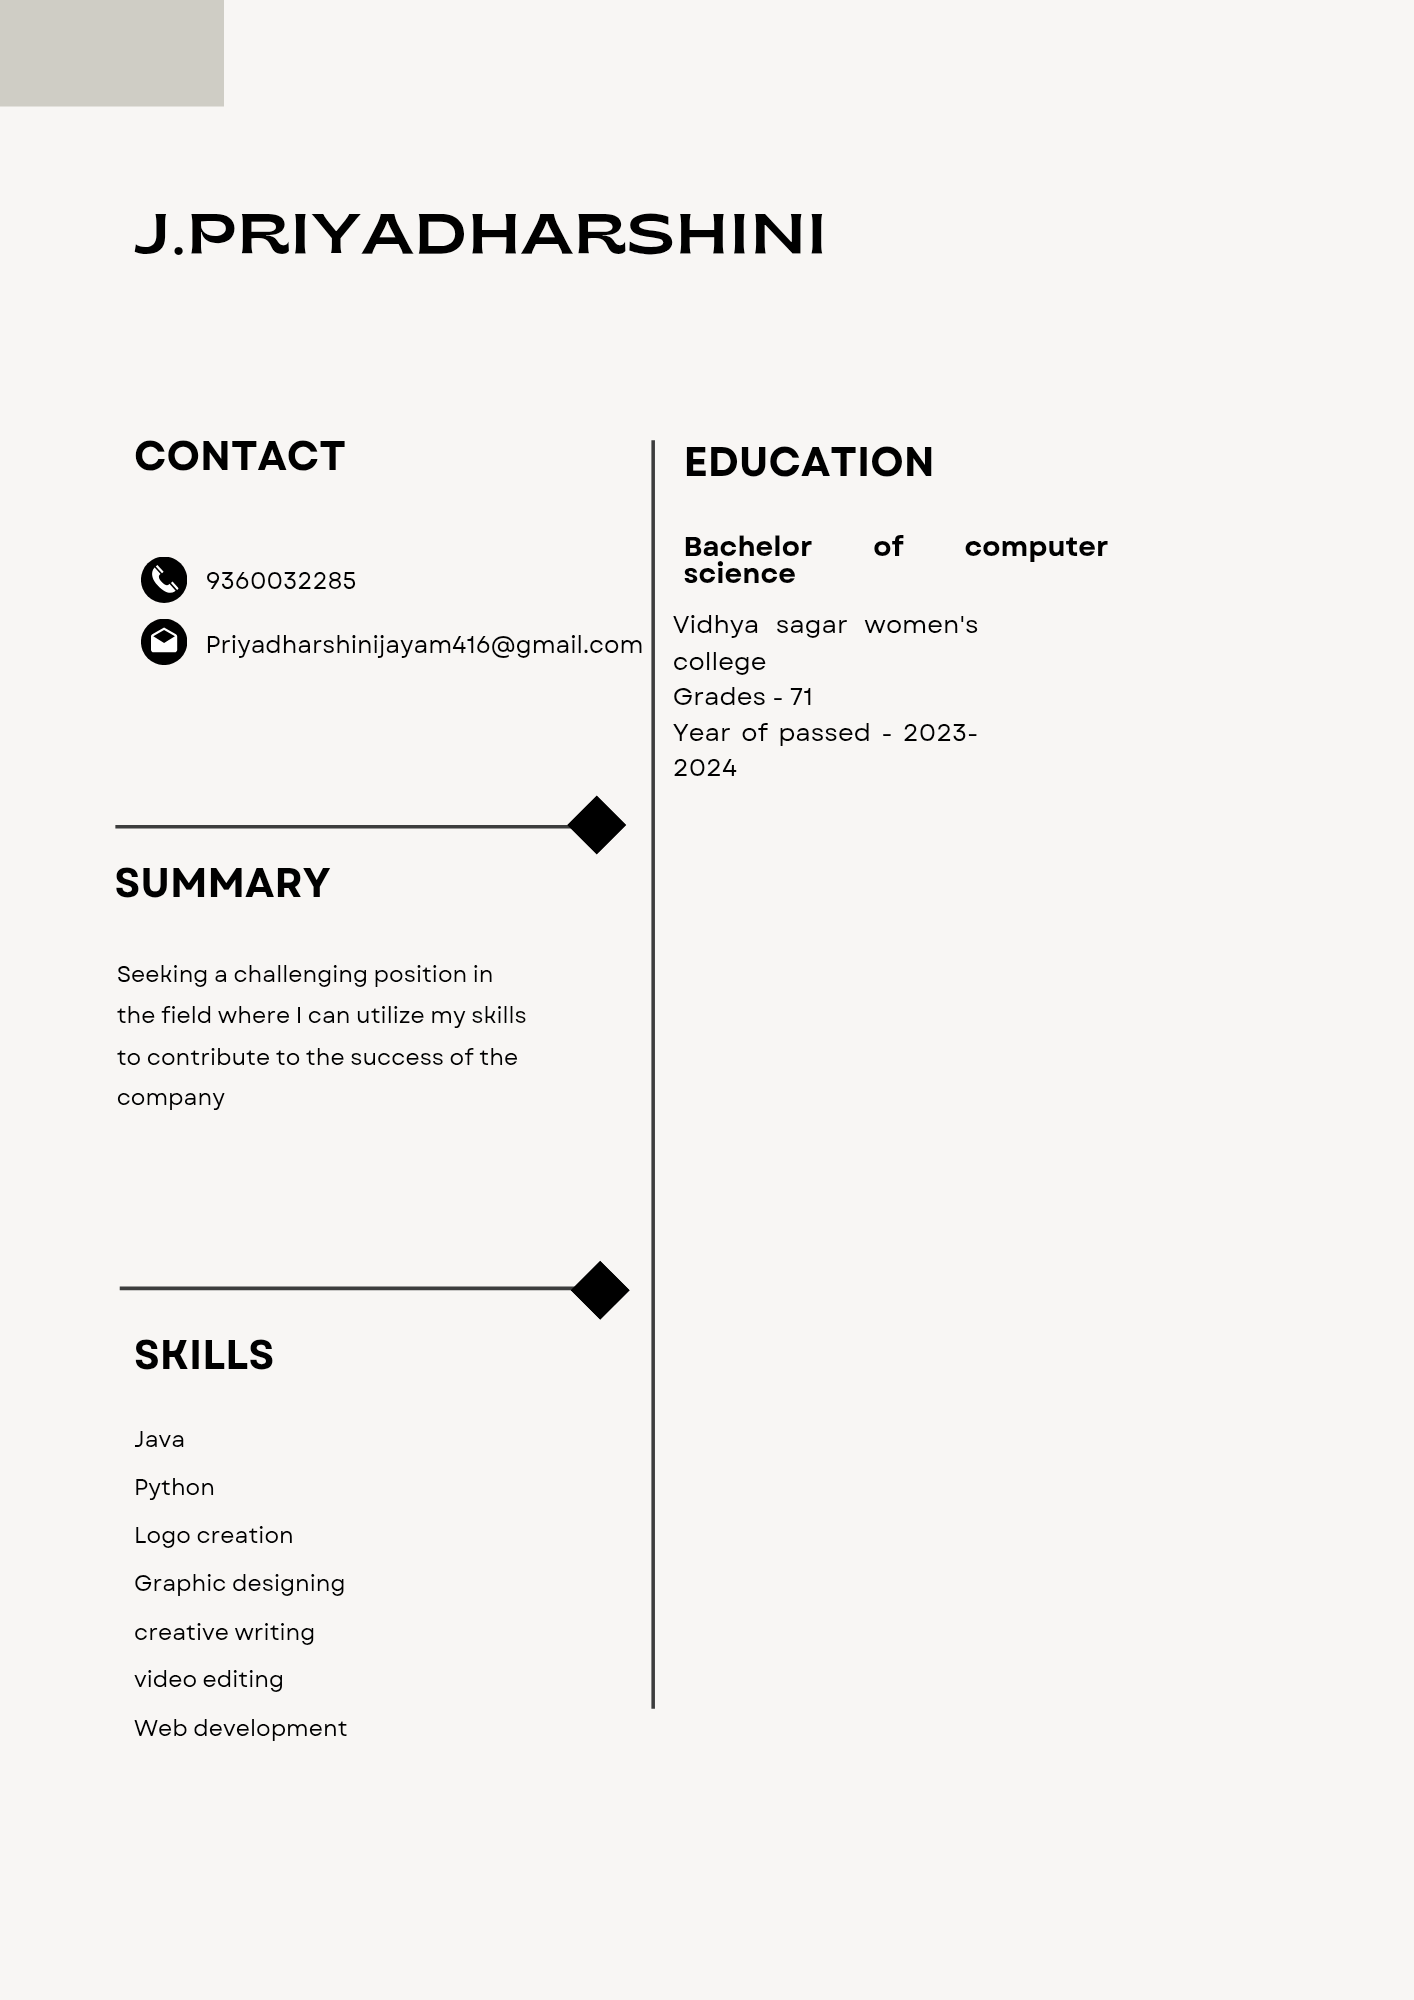 J.PRIYADHARSHINI
CONTACT
9360032285
Priyadharshinijayam416@gmail.com
SUMMARY
Seeking a challenging position in
the field where I can utilize my skills
to contribute to the success of the
company
SKILLS
Java
Python
Logo creation
Graphic designing
creative writing
video editing
Web development
EDUCATION
Bachelor of computer
science
Vidhya sagar women's
college
Grades - 71
Year of passed - 2023-
2024